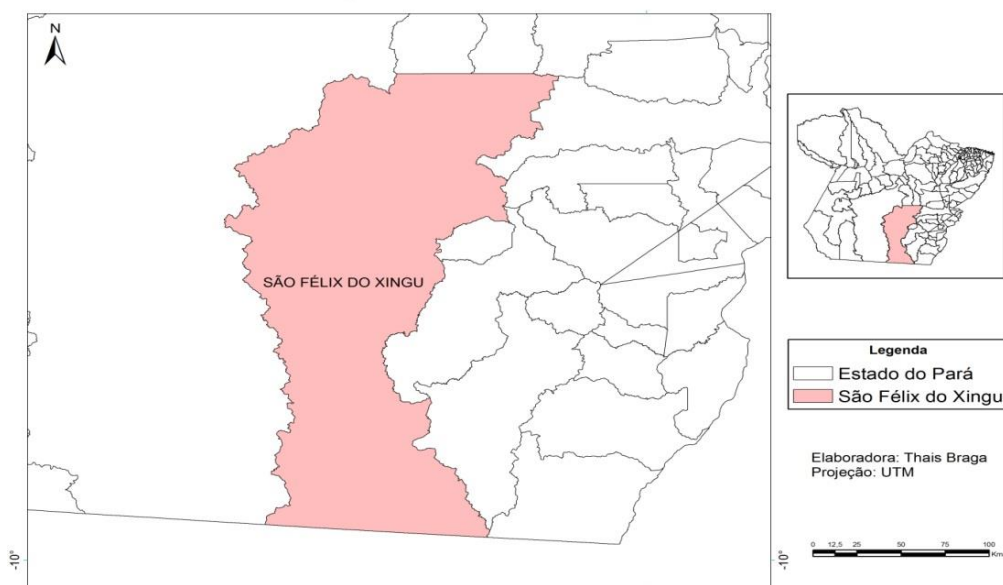 N
SÃO FÉLIX DO XINGU
-10°
-10°
Legenda
Estado do Pará
São Félix do Xingu
Elaboradora: Thais Braga
Projeção: UTM
0 12,5 25 50 75 100
Km